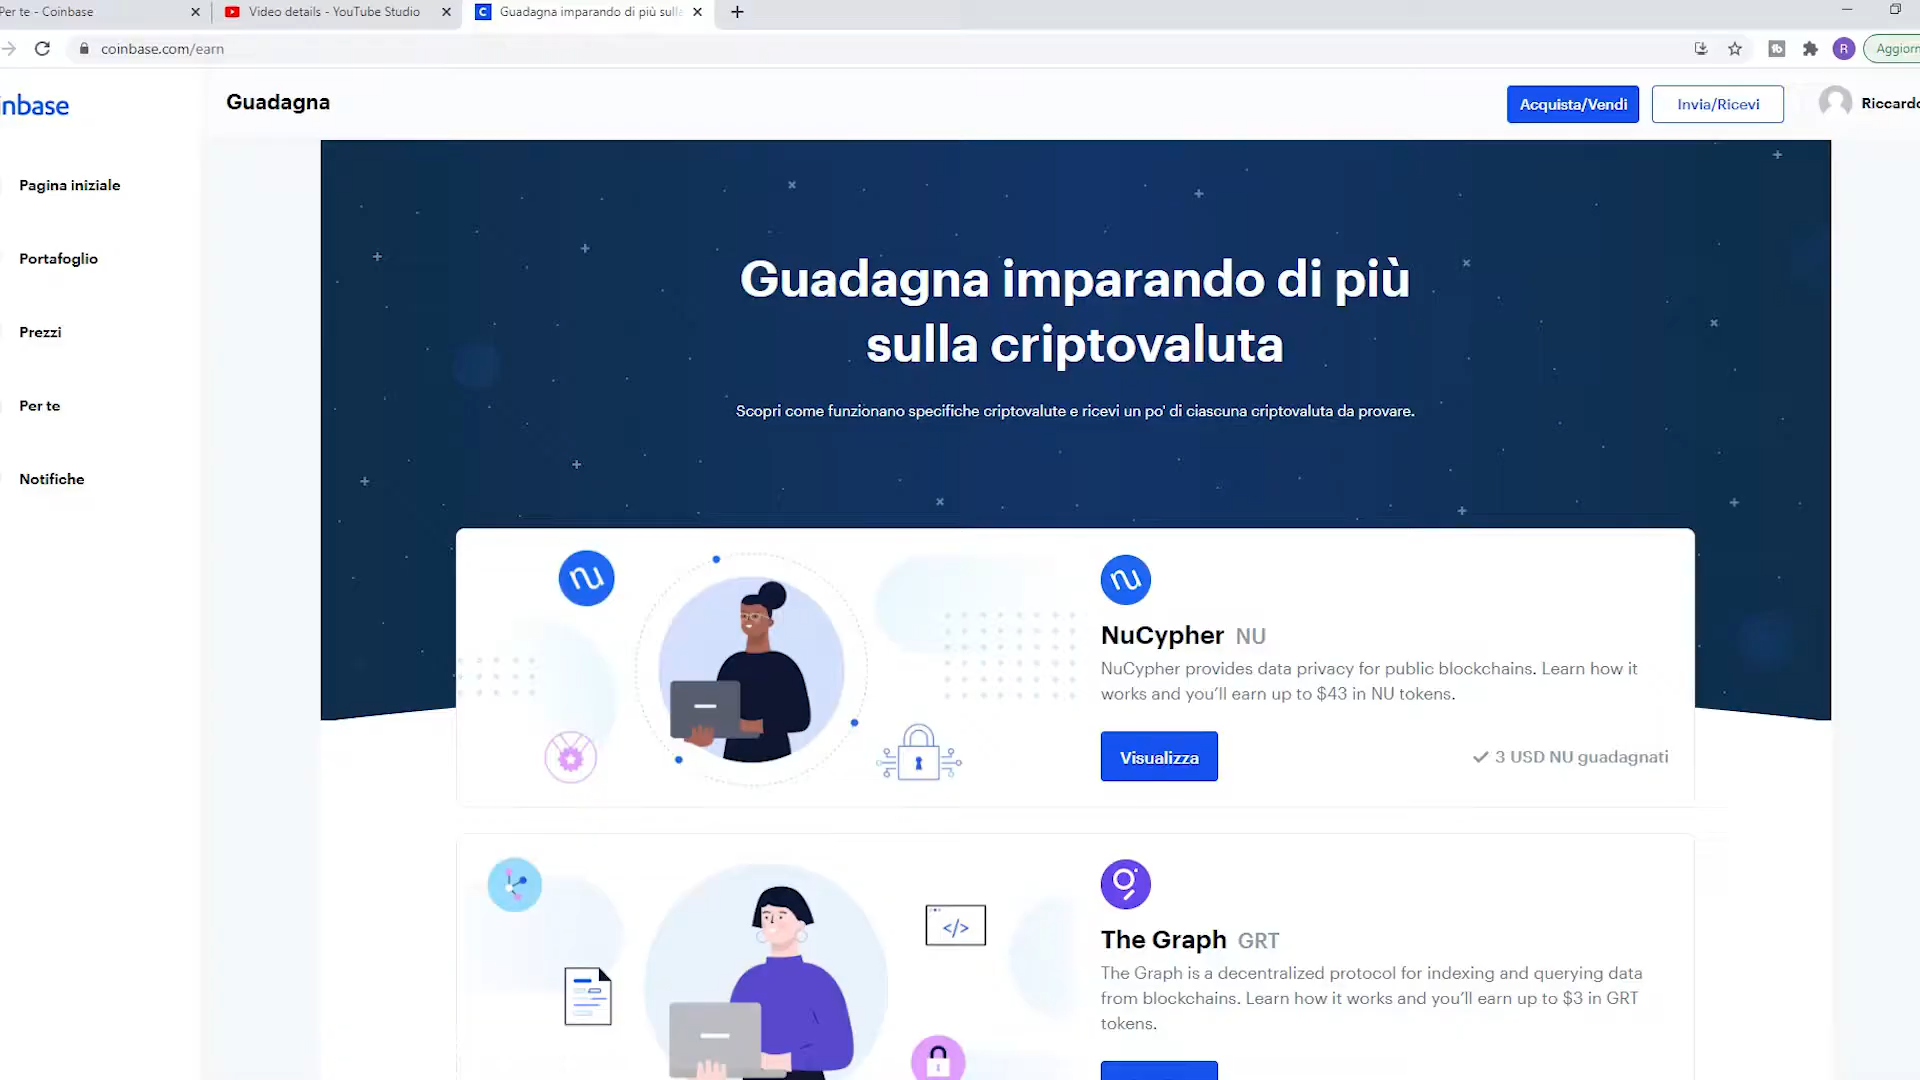 Per te - Coinbase
Video details - YouTube Studio
Guadagna imparando di più sull
coinbase.com/earn
R
Aggiorn
inbase
Guadagna
Acquista/Vendi
Invia/Ricevi
Riccardo
Pagina iniziale
Portafoglio
Prezzi
Per te
Notifiche
Guadagna imparando di più
sulla criptovaluta
Scopri come funzionano specifiche criptovalute e ricevi un po' di ciascuna criptovaluta da provare.
NuCypher NU
NuCypher provides data privacy for public blockchains. Learn how it
works and you’ll earn up to $43 in NU tokens.
Visualizza
3 USD NU guadagnati
The Graph GRT
The Graph is a decentralized protocol for indexing and querying data
from blockchains. Learn how it works and you’ll earn up to $3 in GRT
tokens.